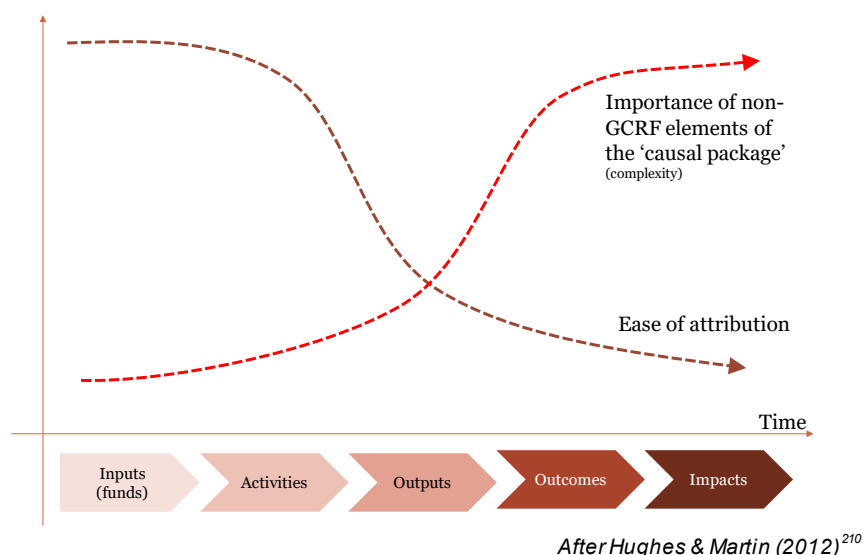 Importance of non-
GCRF elements of
the ‘causal package’
(complexity)
Ease of attribution
Time
Inputs
(funds)
Activities
Outputs
Outcomes
Impacts
After Hughes & Martin (2012)210